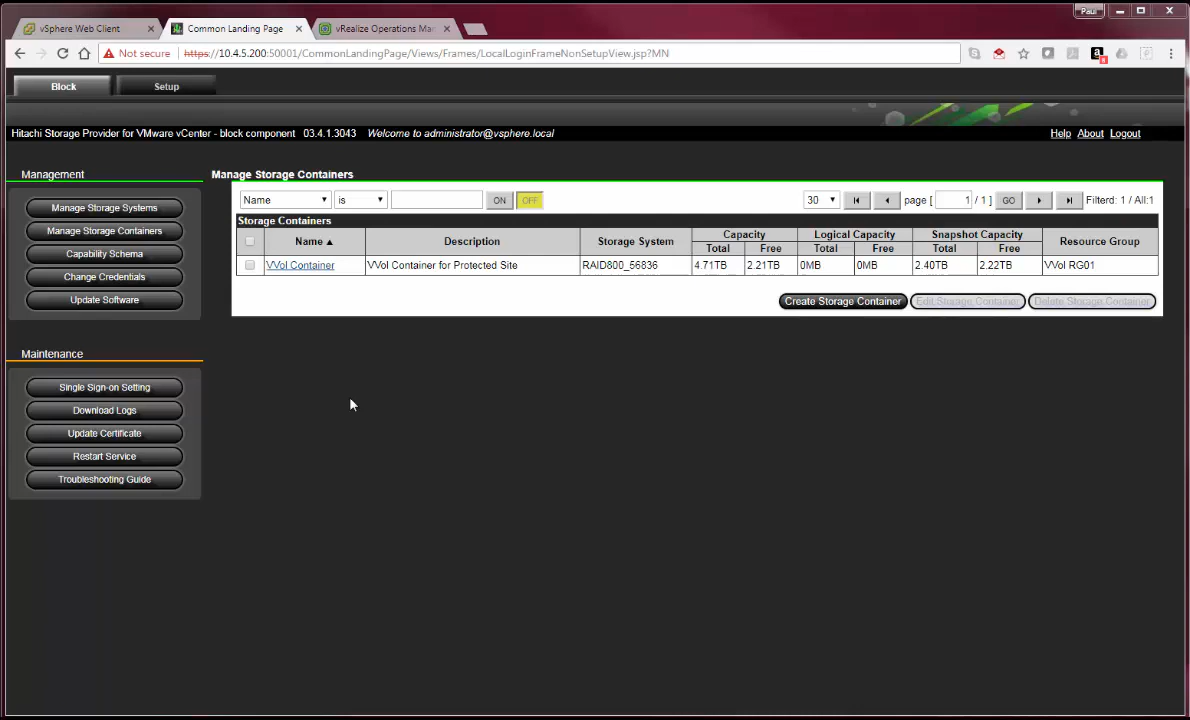 Paul
vSphere Web Client
Common Landing Page
vRealize Operations Man
Not secure
https://10.4.5.200:50001/CommonLandingPage/Views/Frames/LocalLoginFrameNonSetupView.jsp?MN
Block
Setup
Hitachi Storage Provider for VMware vCenter - block component 03.4.1.3043 Welcome to administrator@vsphere.local
Help About Logout
Management
Manage Storage Systems
Manage Storage Containers
Capability Schema
Change Credentials
Update Software
Maintenance
Single Sign-on Setting
Download Logs
Update Certificate
Restart Service
Troubleshooting Guide
Manage Storage Containers
Name is ON OFF 30 page [ 1 / 1 ] GO Filterd: 1 / All:1
Storage Containers
Name ▲ Description Storage System Capacity Logical Capacity Snapshot Capacity Resource Group
Total Free Total Free Total Free
VVol Container VVol Container for Protected Site RAID800_56836 4.71TB 2.21TB 0MB 0MB 2.40TB 2.22TB VVol RG01
Create Storage Container Edit Storage Container Delete Storage Container